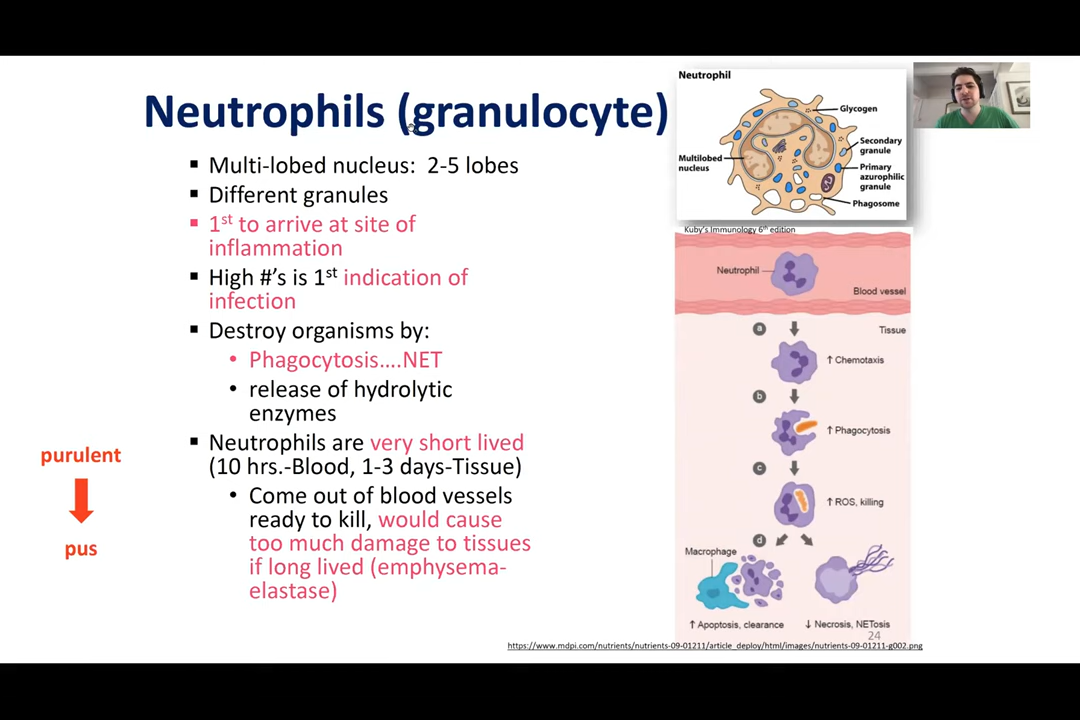 Neutrophils (granulocyte)
▪ Multi-lobed nucleus: 2-5 lobes
▪ Different granules
▪ 1st to arrive at site of
inflammation
▪ High #'s is 1st indication of
infection
▪ Destroy organisms by:
• Phagocytosis....NET
• release of hydrolytic
enzymes
▪ Neutrophils are very short lived
(10 hrs.-Blood, 1-3 days-Tissue)
• Come out of blood vessels
ready to kill, would cause
too much damage to tissues
if long lived (emphysema-
elastase)
purulent
pus
Neutrophil
Glycogen
Secondary
granule
Multilobed
nucleus
Primary
azurophilic
granule
Phagosome
Kuby's Immunology 6th edition
Neutrophil
Blood vessel
a
Tissue
↑ Chemotaxis
b
↑ Phagocytosis
c
↑ ROS, killing
d
Macrophage
↑ Apoptosis, clearance
↓ Necrosis, NETosis
24
https://www.mdpi.com/nutrients/nutrients-09-01211/article_deploy/html/images/nutrients-09-01211-g002.png